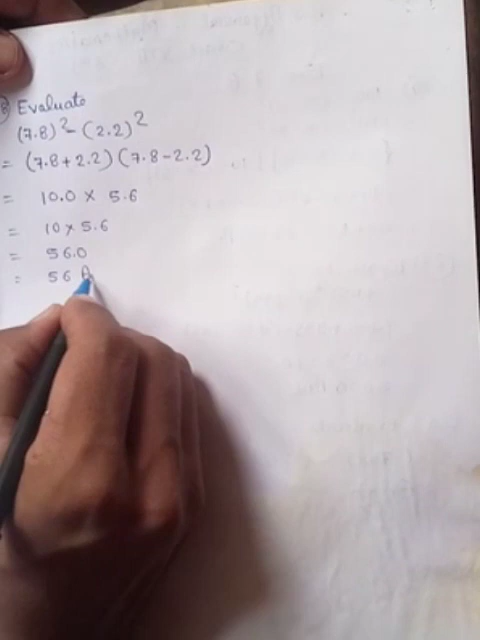 Evaluate
(7.8)² - (2.2)²
= (7.8+2.2) (7.8-2.2)
= 10.0 × 5.6
= 10 × 5.6
= 56.0
= 56